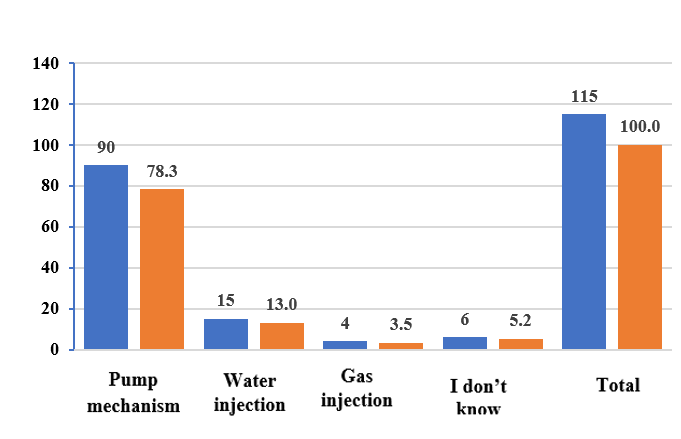 140
120
100
80
60
40
20
0
90
78.3
15
13.0
4
3.5
6
5.2
115
100.0
Pump
mechanism
Water
injection
Gas
injection
I don’t
know
Total